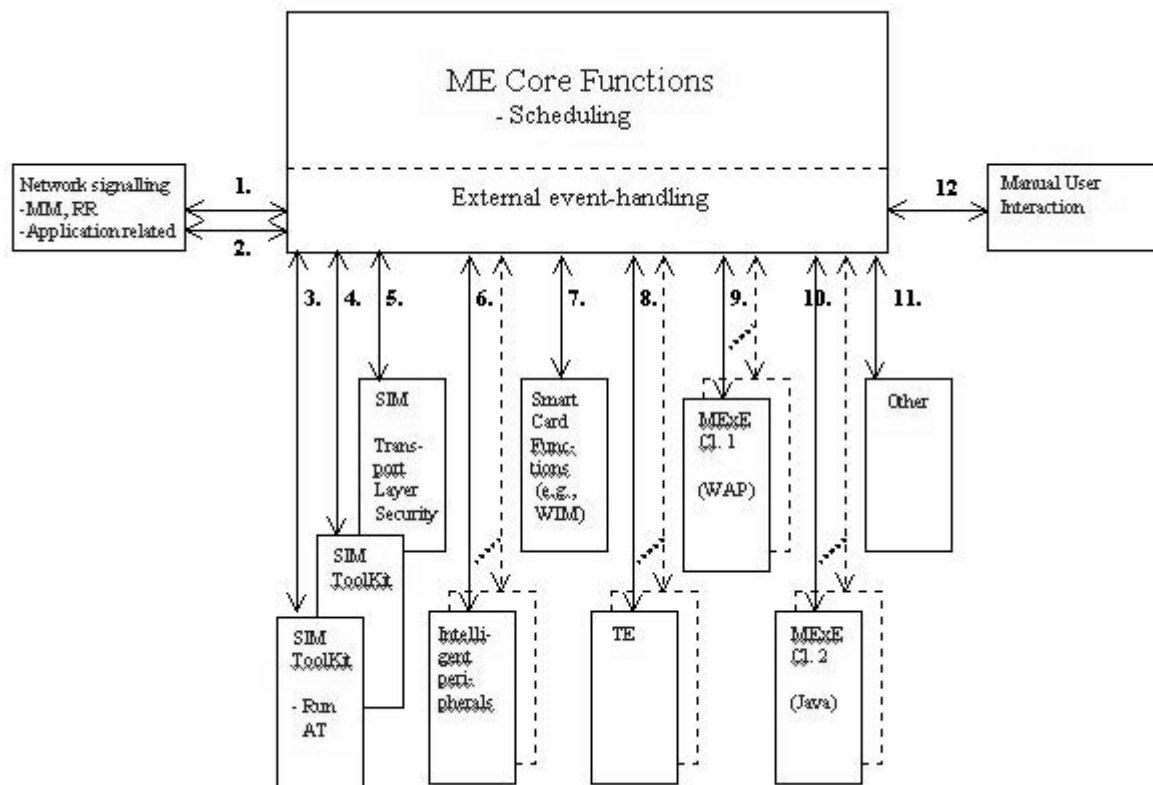 ME Core Functions
- Scheduling
External event-handling
Network signalling
-MM, RR
-Application related
1.
2.
12
Manual User
Interaction
3.
4.
5.
6.
7.
8.
9.
10.
11.
SIM
Trans-
port
Layer
Security
Smart
Card
Func-
tions
(e.g.,
WIM)
MExE
Cl. 1
(WAP)
Other
SIM
ToolKit
SIM
ToolKit
- Run
AT
Intelli-
gent
peri-
pherals
TE
MExE
Cl. 2
(Java)